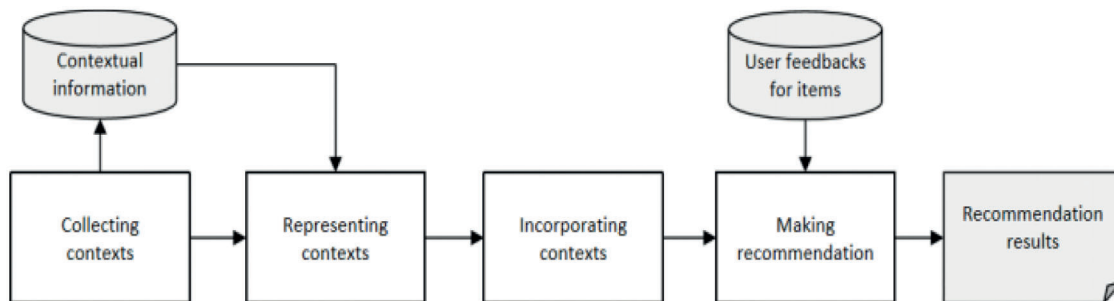 Contextual
information
User feedbacks
for items
Collecting
contexts
Representing
contexts
Incorporating
contexts
Making
recommendation
Recommendation
results